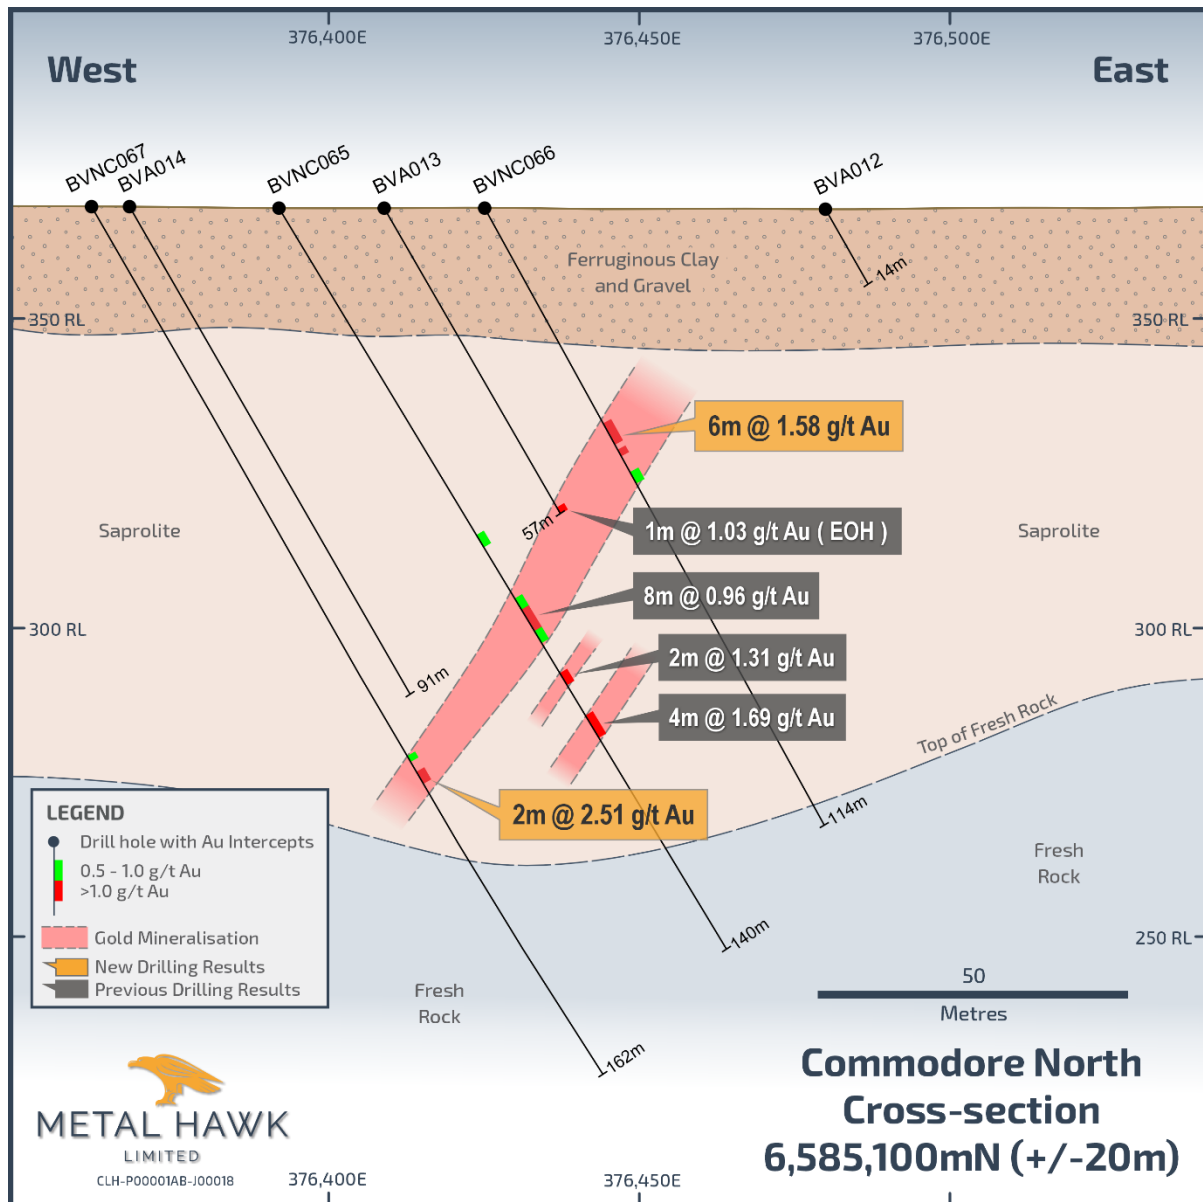 376,400E
376,450E
376,500E
West
East
BVNC067
BVA014
BVNC065
BVA013
BVNC066
BVA012
Ferruginous Clay
and Gravel
14m
350 RL
350 RL
6m @ 1.58 g/t Au
57m
1m @ 1.03 g/t Au ( EOH )
Saprolite
Saprolite
8m @ 0.96 g/t Au
300 RL
300 RL
2m @ 1.31 g/t Au
91m
4m @ 1.69 g/t Au
Top of Fresh Rock
2m @ 2.51 g/t Au
114m
LEGEND
Drill hole with Au Intercepts
0.5 - 1.0 g/t Au
>1.0 g/t Au
Gold Mineralisation
New Drilling Results
Previous Drilling Results
Fresh
Rock
140m
250 RL
50
Metres
Fresh
Rock
162m
Commodore North
Cross-section
6,585,100mN (+/-20m)
METAL HAWK
LIMITED
CLH-P00001AB-J00018
376,400E
376,450E